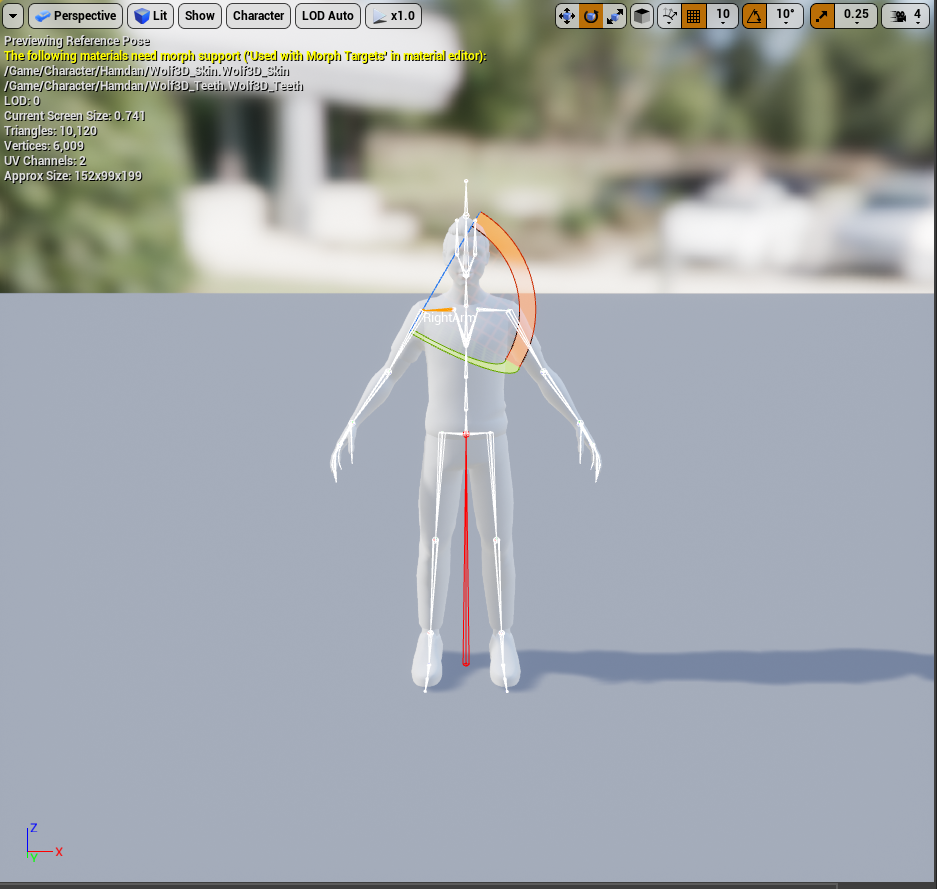 Perspective Lit Show Character LOD Auto x1.0 10 10° 0.25 4
Previewing Reference Pose
The following materials need morph support ('Used with Morph Targets' in material editor):
/Game/Character/Hamdan/Wolf3D_Skin.Wolf3D_Skin
/Game/Character/Hamdan/Wolf3D_Teeth.Wolf3D_Teeth
LOD: 0
Current Screen Size: 0.741
Triangles: 10,120
Vertices: 6,009
UV Channels: 2
Approx Size: 152x99x199
RightArm
Z
X
Y